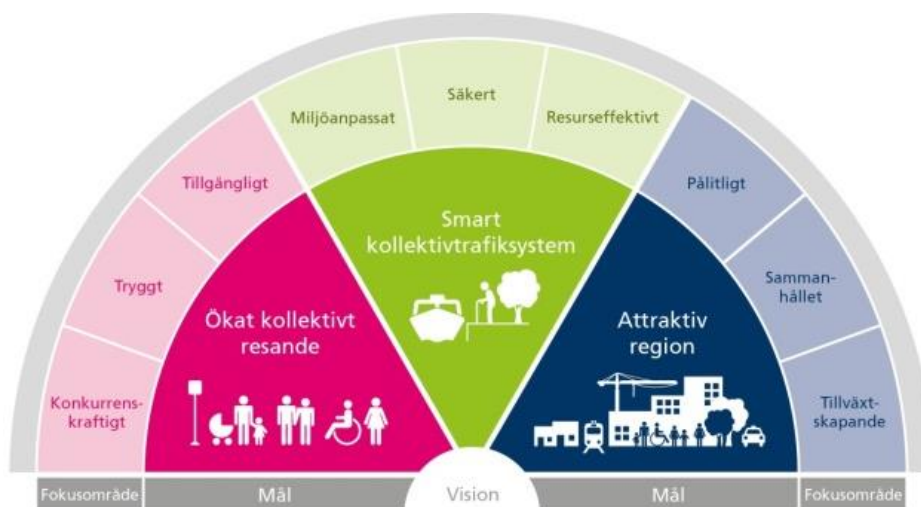 Miljöanpassat
Säkert
Resurseffektivt
Tillgängligt
Pålitligt
Smart
kollektivtrafiksystem
Tryggt
Samman-
hållet
Ökat kollektivt
resande
Attraktiv
region
Konkurrens-
kraftigt
Tillväxt-
skapande
Fokusområde
Mål
Vision
Mål
Fokusområde